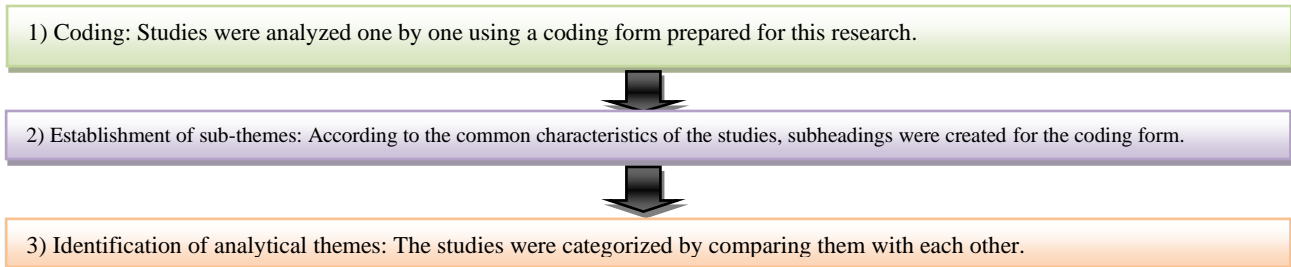 1) Coding: Studies were analyzed one by one using a coding form prepared for this research.
2) Establishment of sub-themes: According to the common characteristics of the studies, subheadings were created for the coding form.
3) Identification of analytical themes: The studies were categorized by comparing them with each other.